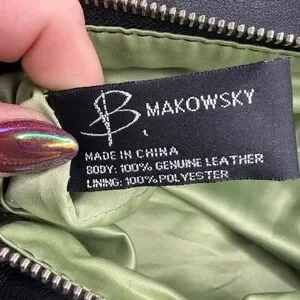 B. MAKOWSKY
MADE IN CHINA
BODY: 100% GENUINE LEATHER
LINING: 100% POLYESTER